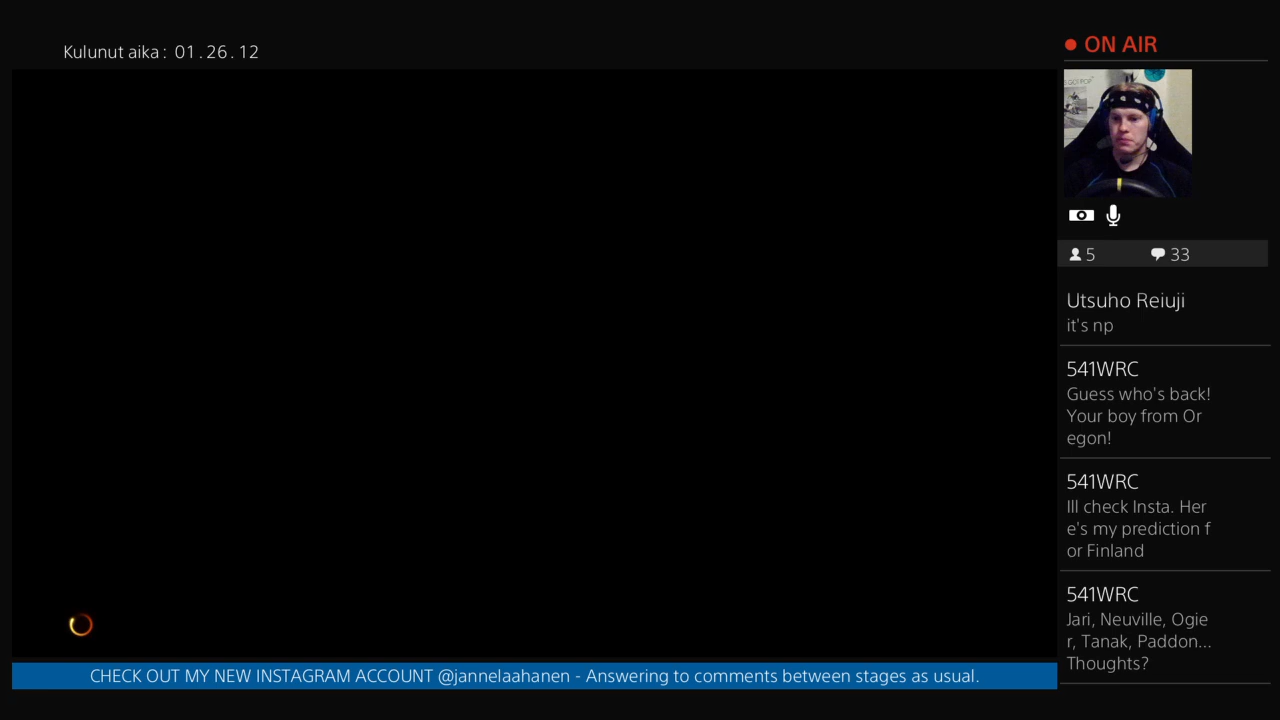 Kulunut aika : 01.26.12
ON AIR
5
33
Utsuho Reiuji
it's np
541WRC
Guess who's back!
Your boy from Or
egon!
541WRC
Ill check Insta. Her
e's my prediction f
or Finland
541WRC
Jari, Neuville, Ogie
r, Tanak, Paddon...
Thoughts?
CHECK OUT MY NEW INSTAGRAM ACCOUNT @jannelaahanen - Answering to comments between stages as usual.